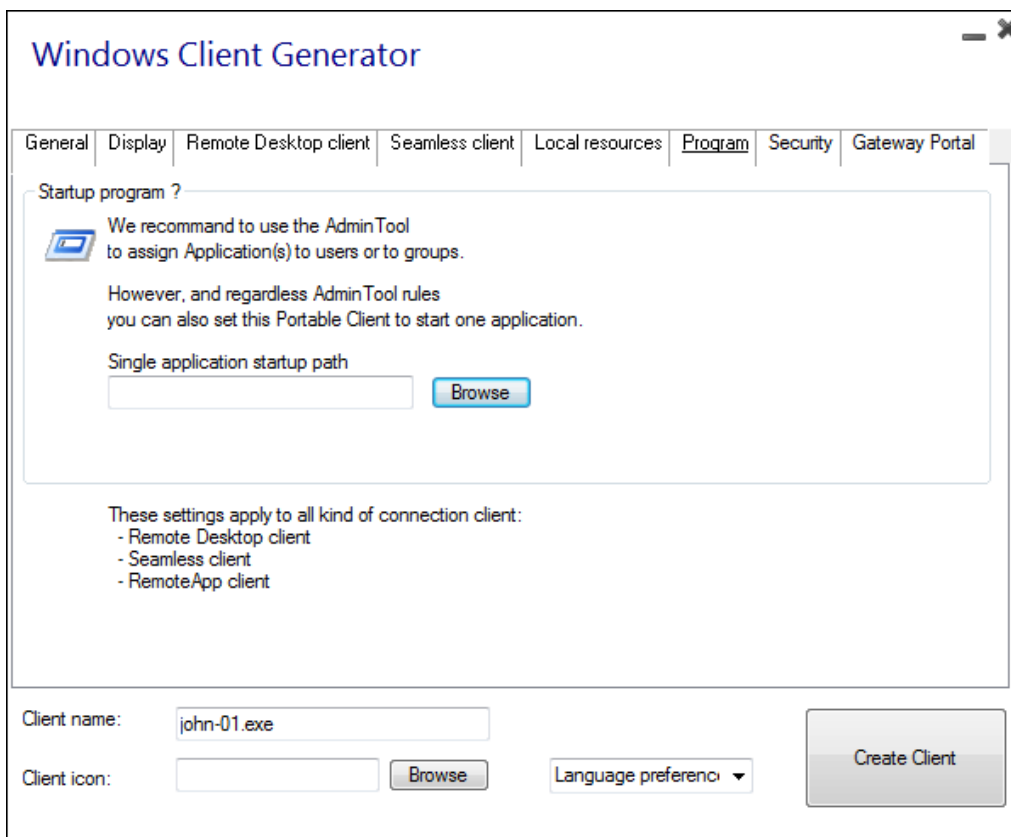 Windows Client Generator
General Display Remote Desktop client Seamless client Local resources Program Security Gateway Portal
Startup program ?
We recommand to use the AdminTool
to assign Application(s) to users or to groups.
However, and regardless AdminTool rules
you can also set this Portable Client to start one application.
Single application startup path
Browse
These settings apply to all kind of connection client:
- Remote Desktop client
- Seamless client
- RemoteApp client
Client name: john-01.exe
Create Client
Client icon: Browse Language preference